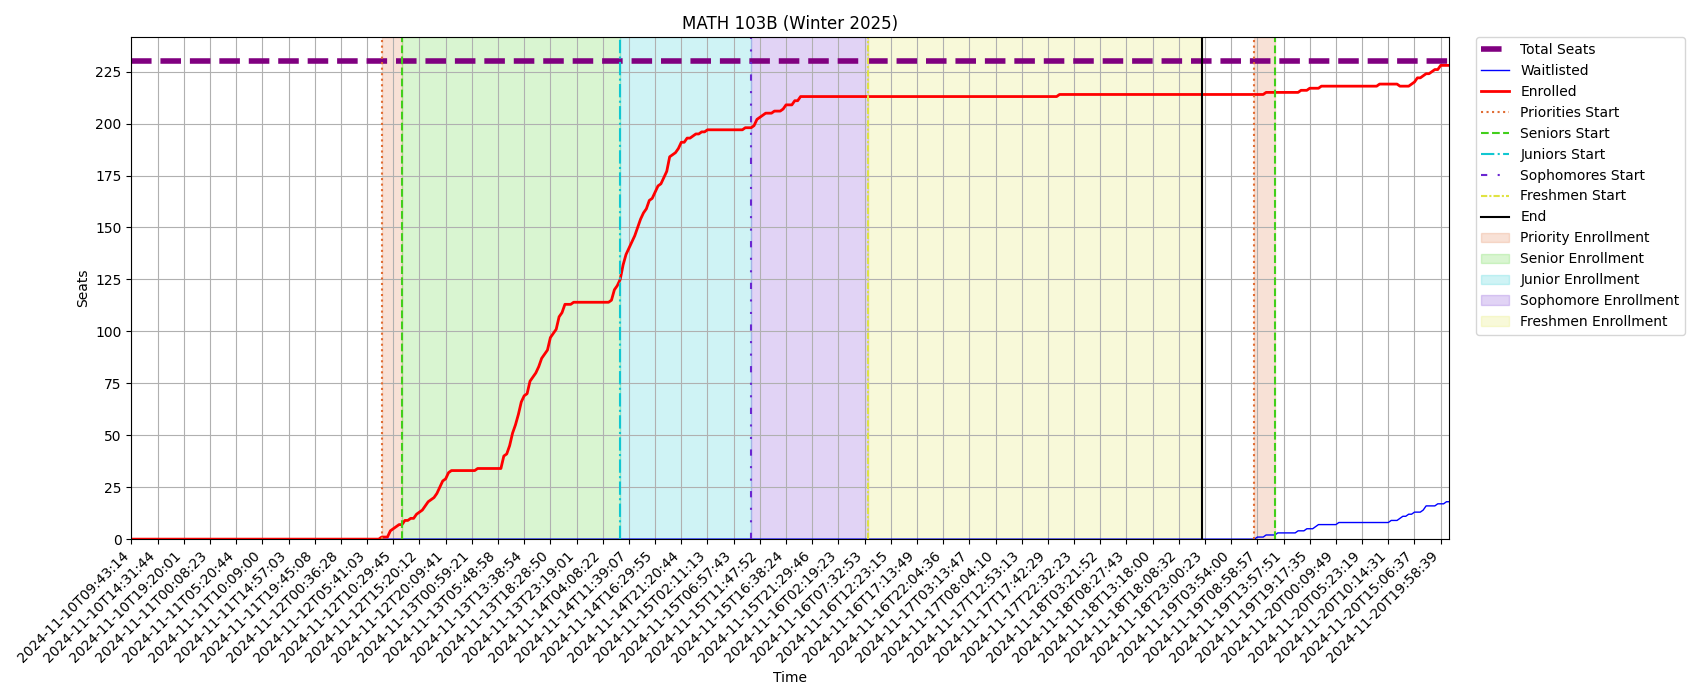 MATH 103B (Winter 2025)
Seats
225
200
175
150
125
100
75
50
25
0
2024-11-10T09:43:14
2024-11-10T14:31:44
2024-11-10T19:20:01
2024-11-11T00:08:23
2024-11-11T05:20:44
2024-11-11T10:09:00
2024-11-11T14:57:03
2024-11-11T19:45:08
2024-11-12T00:36:28
2024-11-12T05:41:03
2024-11-12T10:29:45
2024-11-12T15:20:12
2024-11-12T20:09:41
2024-11-13T00:59:21
2024-11-13T05:48:58
2024-11-13T13:38:54
2024-11-13T18:28:50
2024-11-13T23:19:01
2024-11-14T04:08:22
2024-11-14T11:39:07
2024-11-14T16:29:55
2024-11-14T21:20:44
2024-11-15T02:11:13
2024-11-15T06:57:43
2024-11-15T11:47:52
2024-11-15T16:38:24
2024-11-15T21:29:46
2024-11-16T02:19:23
2024-11-16T07:32:53
2024-11-16T12:23:15
2024-11-16T17:13:49
2024-11-16T22:04:36
2024-11-17T03:13:47
2024-11-17T08:04:10
2024-11-17T12:53:13
2024-11-17T17:42:29
2024-11-17T22:32:23
2024-11-18T03:21:52
2024-11-18T08:27:43
2024-11-18T13:18:00
2024-11-18T18:08:32
2024-11-18T23:00:23
2024-11-19T03:54:00
2024-11-19T08:58:57
2024-11-19T13:57:51
2024-11-19T19:17:35
2024-11-20T00:09:49
2024-11-20T05:23:19
2024-11-20T10:14:31
2024-11-20T15:06:37
2024-11-20T19:58:39
Time
Total Seats
Waitlisted
Enrolled
Priorities Start
Seniors Start
Juniors Start
Sophomores Start
Freshmen Start
End
Priority Enrollment
Senior Enrollment
Junior Enrollment
Sophomore Enrollment
Freshmen Enrollment